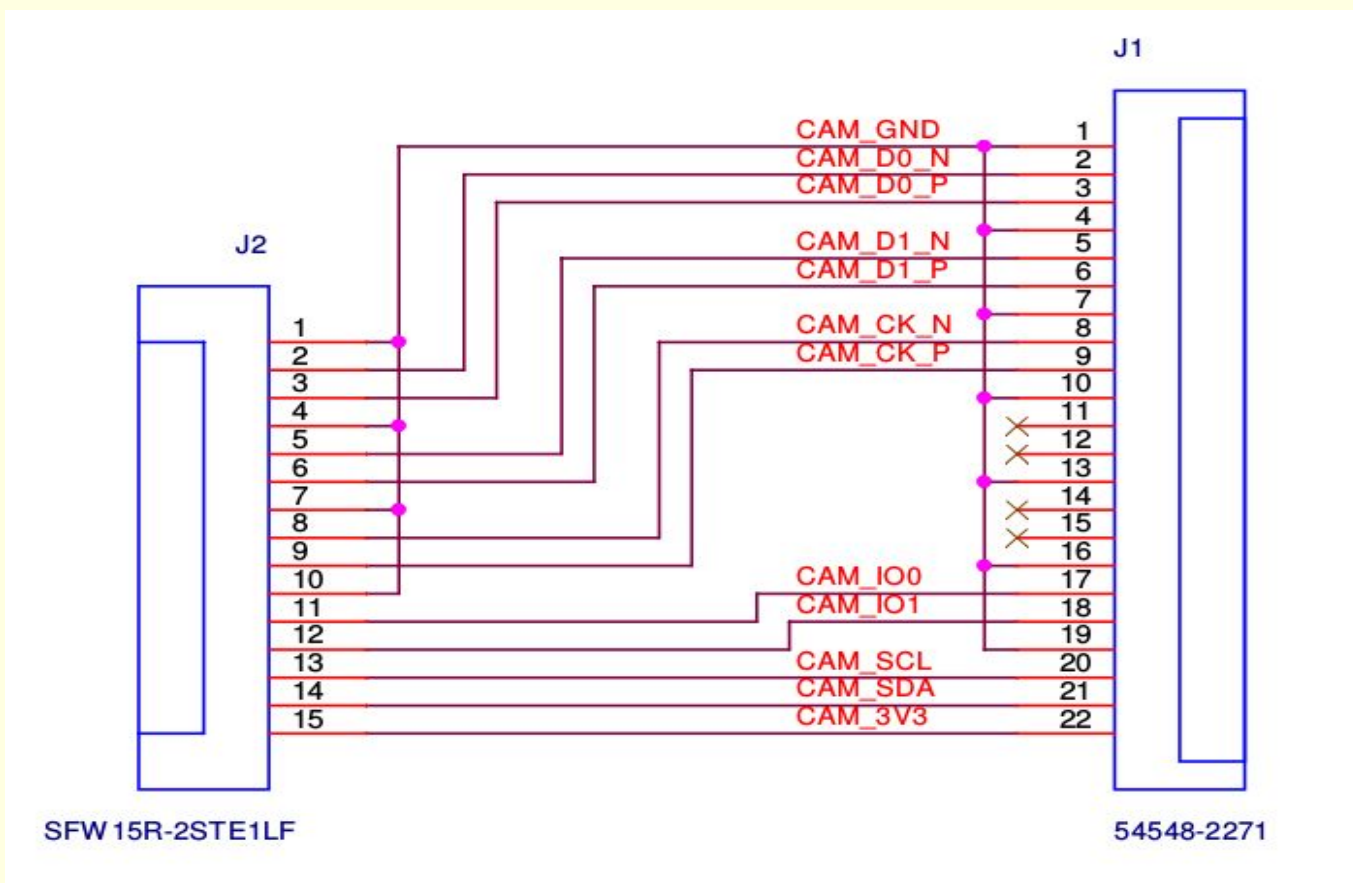 J1
CAM_GND
1
CAM_D0_N
2
CAM_D0_P
3
4
CAM_D1_N
5
CAM_D1_P
6
7
CAM_CK_N
8
CAM_CK_P
9
10
11
12
13
14
15
16
CAM_IO0
17
CAM_IO1
18
19
CAM_SCL
20
CAM_SDA
21
CAM_3V3
22
54548-2271
J2
1
2
3
4
5
6
7
8
9
10
11
12
13
14
15
SFW15R-2STE1LF